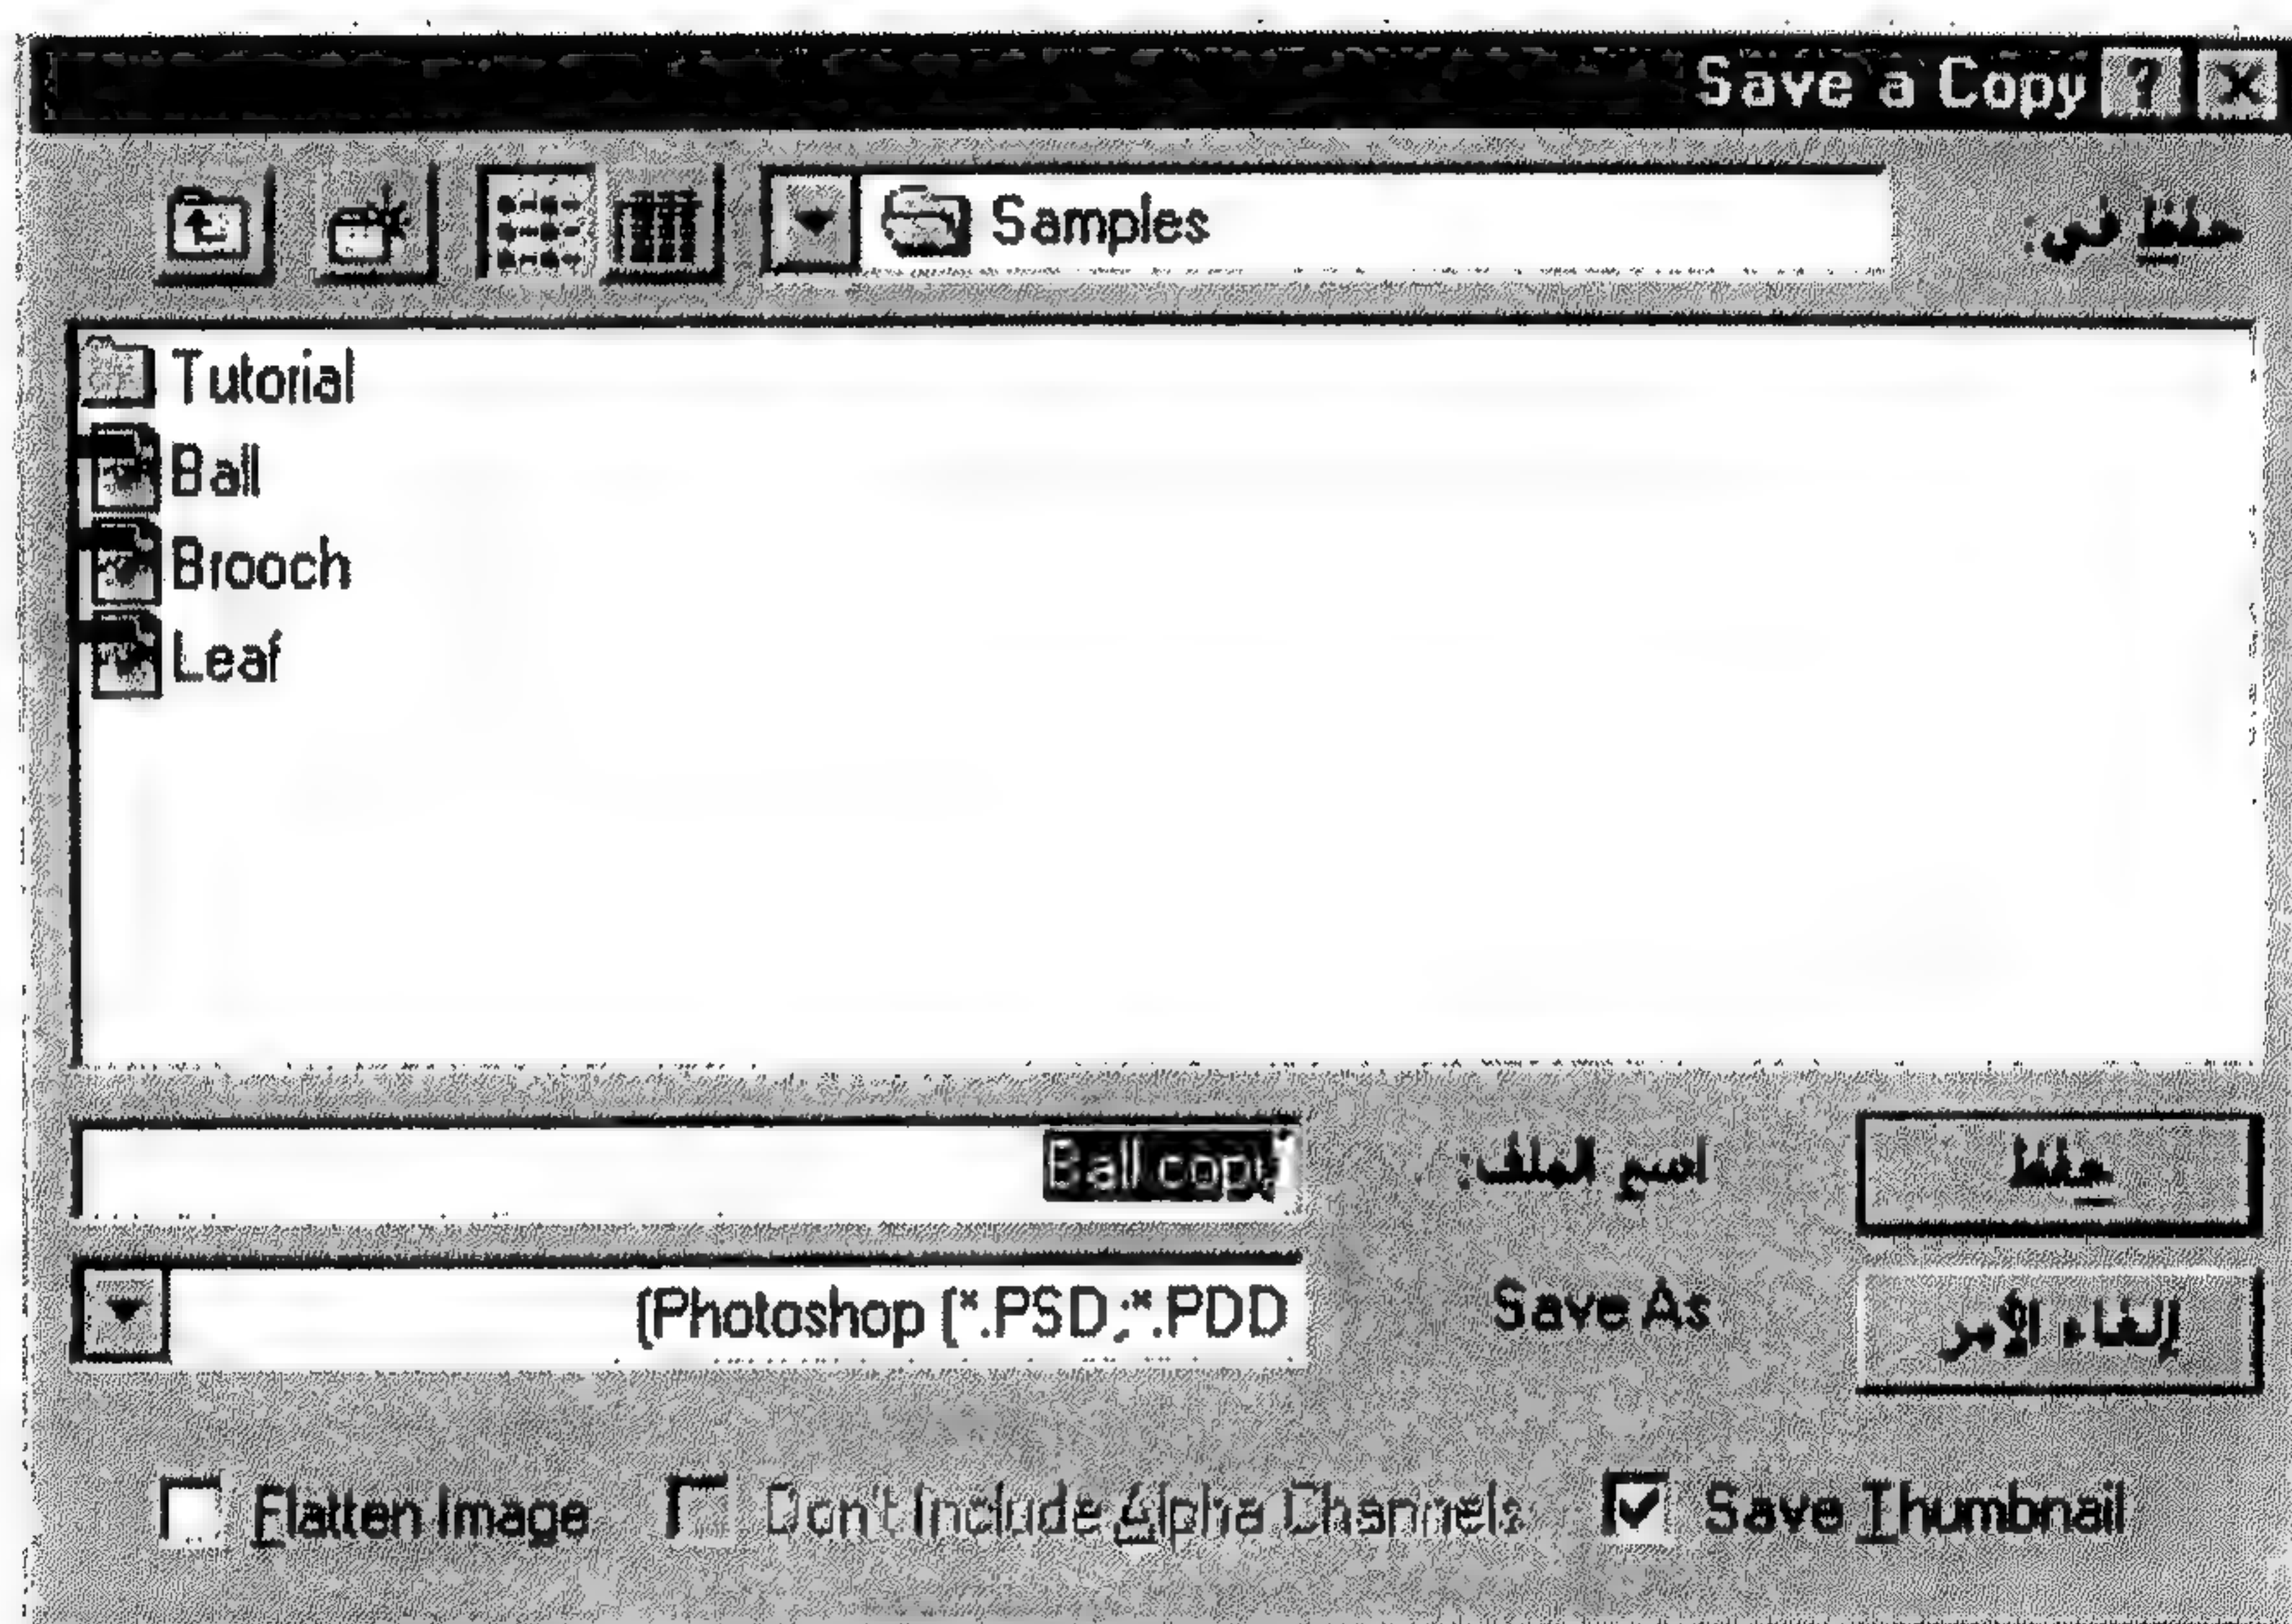 Save a Copy
حفظ في: Samples
Tutorial
Ball
Brooch
Leaf
حفظ اسم الملف: Ball copy
إلغاء الأمر Save As (Photoshop (*.PSD;*.PDD
Flatten Image Don't Include Alpha Channels Save Thumbnail